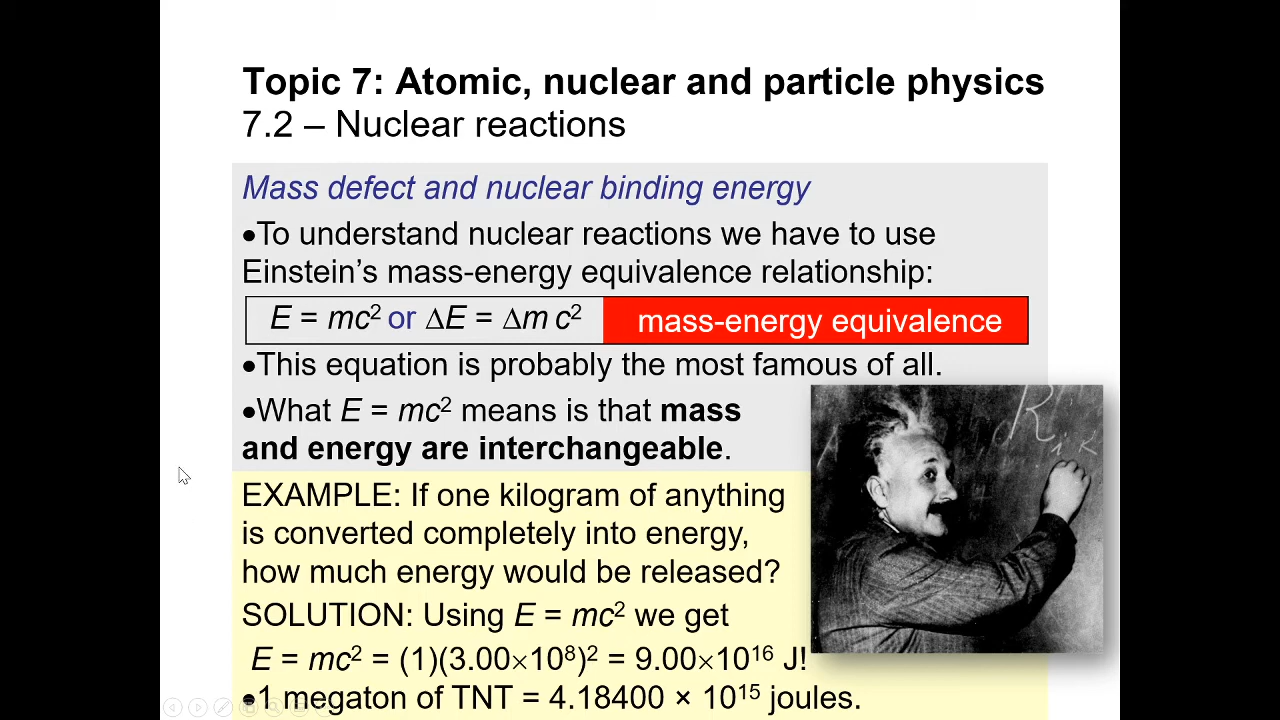 Topic 7: Atomic, nuclear and particle physics
7.2 – Nuclear reactions
Mass defect and nuclear binding energy
•To understand nuclear reactions we have to use
Einstein’s mass-energy equivalence relationship:
E = mc² or ∆E = ∆m c² mass-energy equivalence
•This equation is probably the most famous of all.
•What E = mc² means is that mass
and energy are interchangeable.
EXAMPLE: If one kilogram of anything
is converted completely into energy,
how much energy would be released?
SOLUTION: Using E = mc² we get
E = mc² = (1)(3.00×10⁸)² = 9.00×10¹⁶ J!
•1 megaton of TNT = 4.18400 × 10¹⁵ joules.
R i k